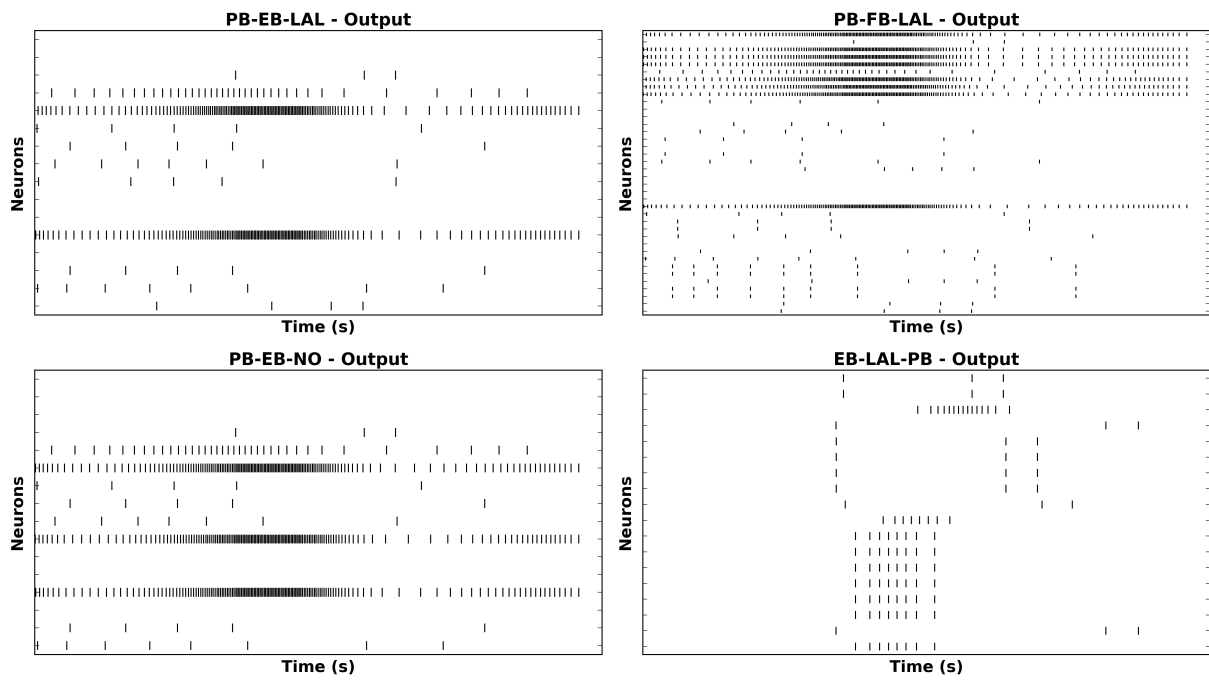 PB-EB-LAL - Output
Neurons
Time (s)
PB-FB-LAL - Output
Neurons
Time (s)
PB-EB-NO - Output
Neurons
Time (s)
EB-LAL-PB - Output
Neurons
Time (s)